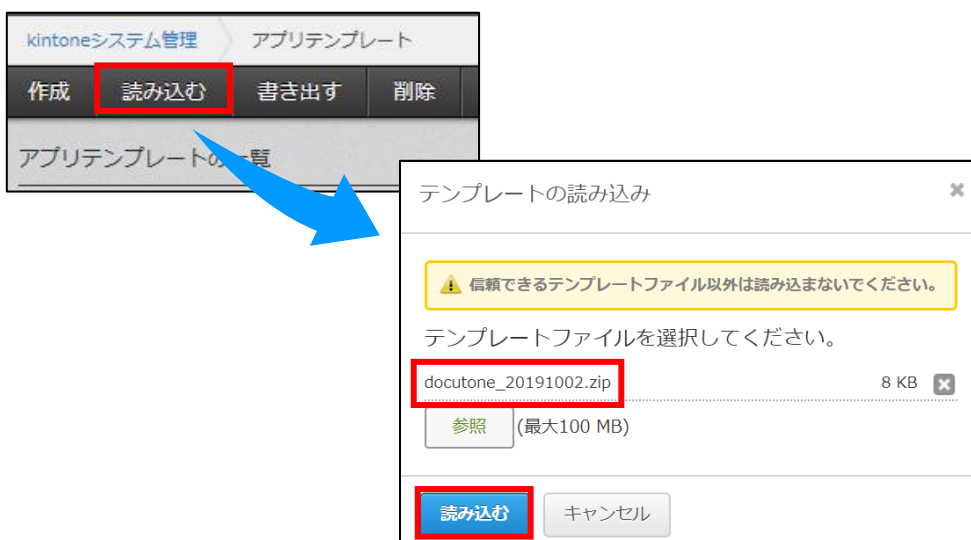 kintoneシステム管理 アプリテンプレート
作成 読み込む 書き出す 削除
アプリテンプレートの一覧
テンプレートの読み込み
信頼できるテンプレートファイル以外は読み込まないでください。
テンプレートファイルを選択してください。
docutone_20191002.zip 8 KB
参照 (最大100 MB)
読み込む キャンセル